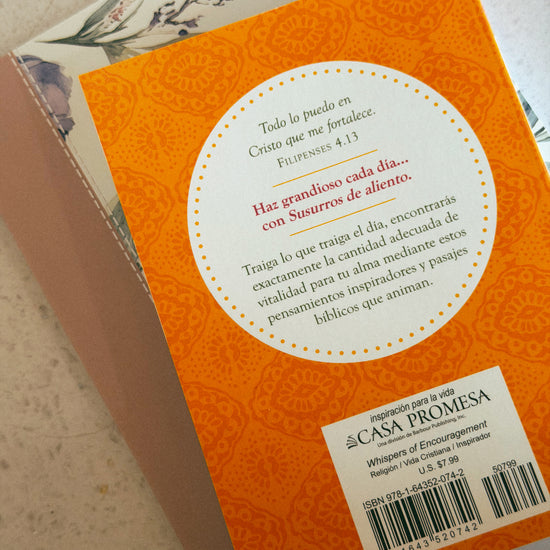 Todo lo puedo en
Cristo que me fortalece.
FILIPENSES 4.13
Haz grandioso cada día...
con Susurros de aliento.
Traiga lo que traiga el día, encontrarás
exactamente la cantidad adecuada de
vitalidad para tu alma mediante estos
pensamientos inspiradores y pasajes
bíblicos que animan.
inspiración para la vida
CASA PROMESA
Una división de Barbour Publishing, Inc.
Whispers of Encouragement
Religión / Vida Cristiana / Inspirador
U.S. $7.99
ISBN 978-1-64352-074-2
50799
643 520742